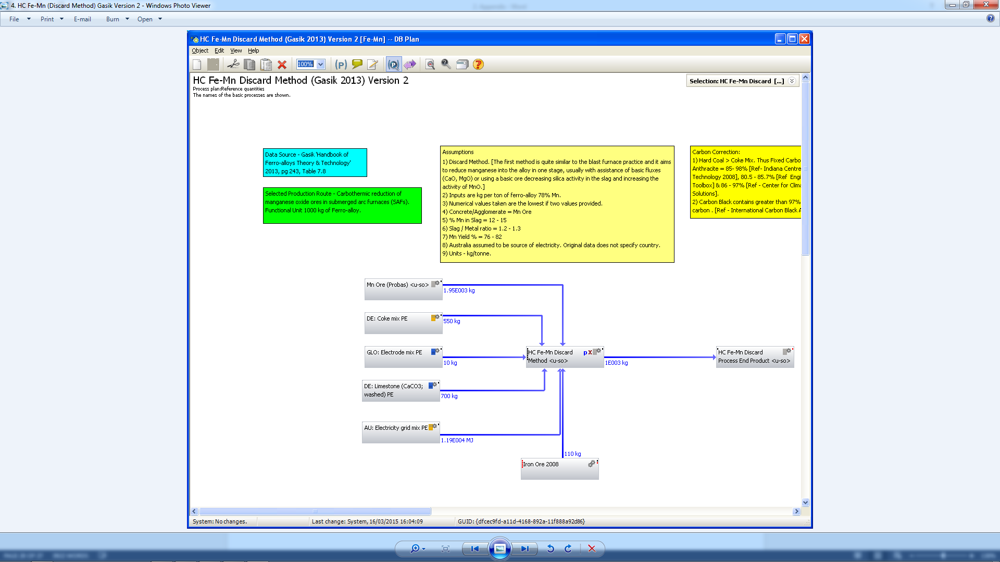 4. HC Fe-Mn (Discard Method) Gasik Version 2 - Windows Photo Viewer
File Print E-mail Burn Open
HC Fe-Mn Discard Method (Gasik 2013) Version 2 [Fe-Mn] -- DB Plan
Object Edit View Help
100%
HC Fe-Mn Discard Method (Gasik 2013) Version 2
Process plan:Reference quantities
The names of the basic processes are shown.
Selection: HC Fe-Mn Discard [...]
Data Source - Gasik 'Handbook of
Ferro-alloys Theory & Technology'
2013, pg 243, Table 7.8
Selected Production Route - Carbothermic reduction of
manganese oxide ores in submerged arc furnaces (SAFs).
Functional Unit 1000 kg of Ferro-alloy.
Assumptions
1) Discard Method. [The first method is quite similar to the blast furnace practice and it aims
to reduce manganese into the alloy in one stage, usually with assistance of basic fluxes
(CaO, MgO) or using a basic ore decreasing silica activity in the slag and increasing the
activity of MnO.]
2) Inputs are kg per ton of ferro-alloy 78% Mn.
3) Numerical values taken are the lowest if two values provided.
4) Concrete/Agglomerate = Mn Ore
5) % Mn in Slag = 12 - 15
6) Slag / Metal ratio = 1.2 - 1.3
7) Mn Yield % = 76 - 82
8) Australia assumed to be source of electricity. Original data does not specify country.
9) Units - kg/tonne.
Carbon Correction:
1) Hard Coal > Coke Mix. Thus Fixed Carbo
Anthracite = 85- 98% [Ref- Indiana Centre
Technology 2008], 80.5 - 85.7% [Ref Engi
Toolbox] & 86 - 97% [Ref - Center for Clima
Solutions].
2) Carbon Black contains greater than 97%
carbon . [Ref - International Carbon Black A
Mn Ore (Probas) <u-so>
1.95E003 kg
DE: Coke mix PE
550 kg
GLO: Electrode mix PE
10 kg
HC Fe-Mn Discard
Method <u-so>
p X
1E003 kg
HC Fe-Mn Discard
Process End Product <u-so>
DE: Limestone (CaCO3;
washed) PE
700 kg
AU: Electricity grid mix PE
1.19E004 MJ
110 kg
Iron Ore 2008
System: No changes.
Last change: System, 16/03/2015 16:04:09
GUID: {dfcec9fd-a11d-4168-892a-11f888a92d86}